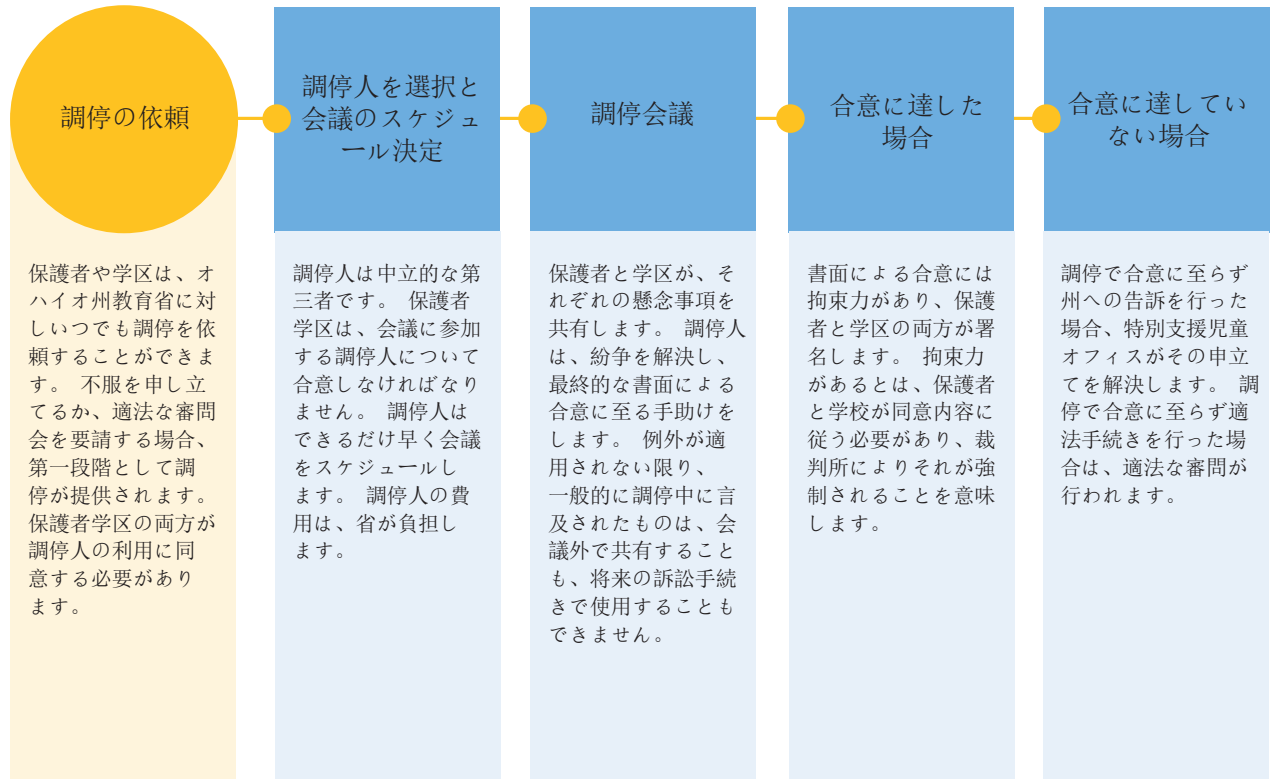 調停の依頼
保護者や学区は、オ
ハイオ州教育省に対
しいつでも調停を依
頼することができま
す。 不服を申し立
てるか、適法な審問
会を要請する場合、
第一段階として調
停が提供されます。
保護者学区の両方が
調停人の利用に同
意する必要があり
ます。
調停人を選択と
会議のスケジュ
ール決定
調停人は中立的な第
三者です。 保護者
学区は、会議に参加
する調停人について
合意しなければなり
ません。 調停人は
できるだけ早く会議
をスケジュールし
ます。 調停人の費
用は、省が負担し
ます。
調停会議
保護者と学区が、そ
れぞれの懸念事項を
共有します。 調停人
は、紛争を解決し、
最終的な書面による
合意に至る手助けを
します。 例外が適
用されない限り、
一般的に調停中に言
及されたものは、会
議外で共有すること
も、将来の訴訟手続
きで使用することも
できません。
合意に達した
場合
書面による合意には
拘束力があり、保護
者と学区の両方が署
名します。 拘束力
があるとは、保護者
と学校が同意内容に
従う必要があり、裁
判所によりそれが強
制されることを意味
します。
合意に達してい
ない場合
調停で合意に至らず
州への告訴を行った
場合、特別支援児童
オフィスがその申立
てを解決します。 調
停で合意に至らず適
法手続きを行った場
合は、適法な審問が
行われます。